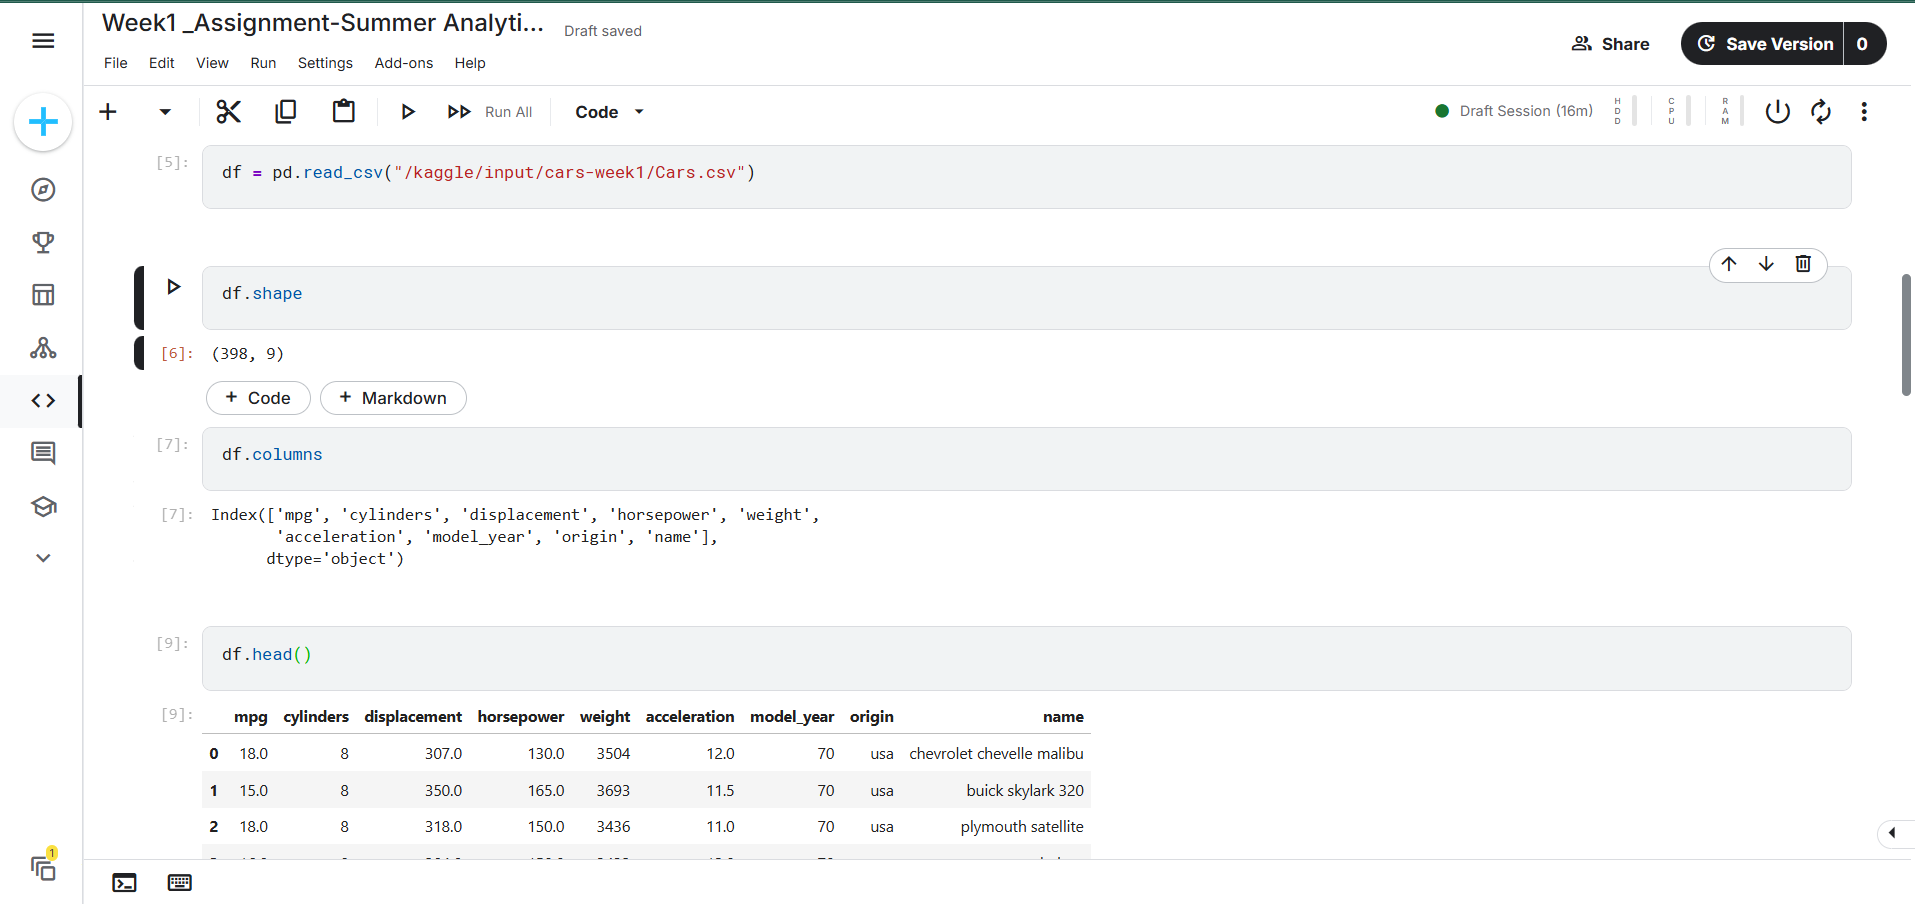 Week1 _Assignment-Summer Analyti...
Draft saved
File Edit View Run Settings Add-ons Help
Share
Save Version 0
Run All
Code
Draft Session (16m)
HDD
CPU
RAM
[5]: df = pd.read_csv("/kaggle/input/cars-week1/Cars.csv")
df.shape
[6]: (398, 9)
+ Code + Markdown
[7]: df.columns
[7]: Index(['mpg', 'cylinders', 'displacement', 'horsepower', 'weight',
'acceleration', 'model_year', 'origin', 'name'],
dtype='object')
[9]: df.head()
[9]: mpg cylinders displacement horsepower weight acceleration model_year origin name
0 18.0 8 307.0 130.0 3504 12.0 70 usa chevrolet chevelle malibu
1 15.0 8 350.0 165.0 3693 11.5 70 usa buick skylark 320
2 18.0 8 318.0 150.0 3436 11.0 70 usa plymouth satellite
1